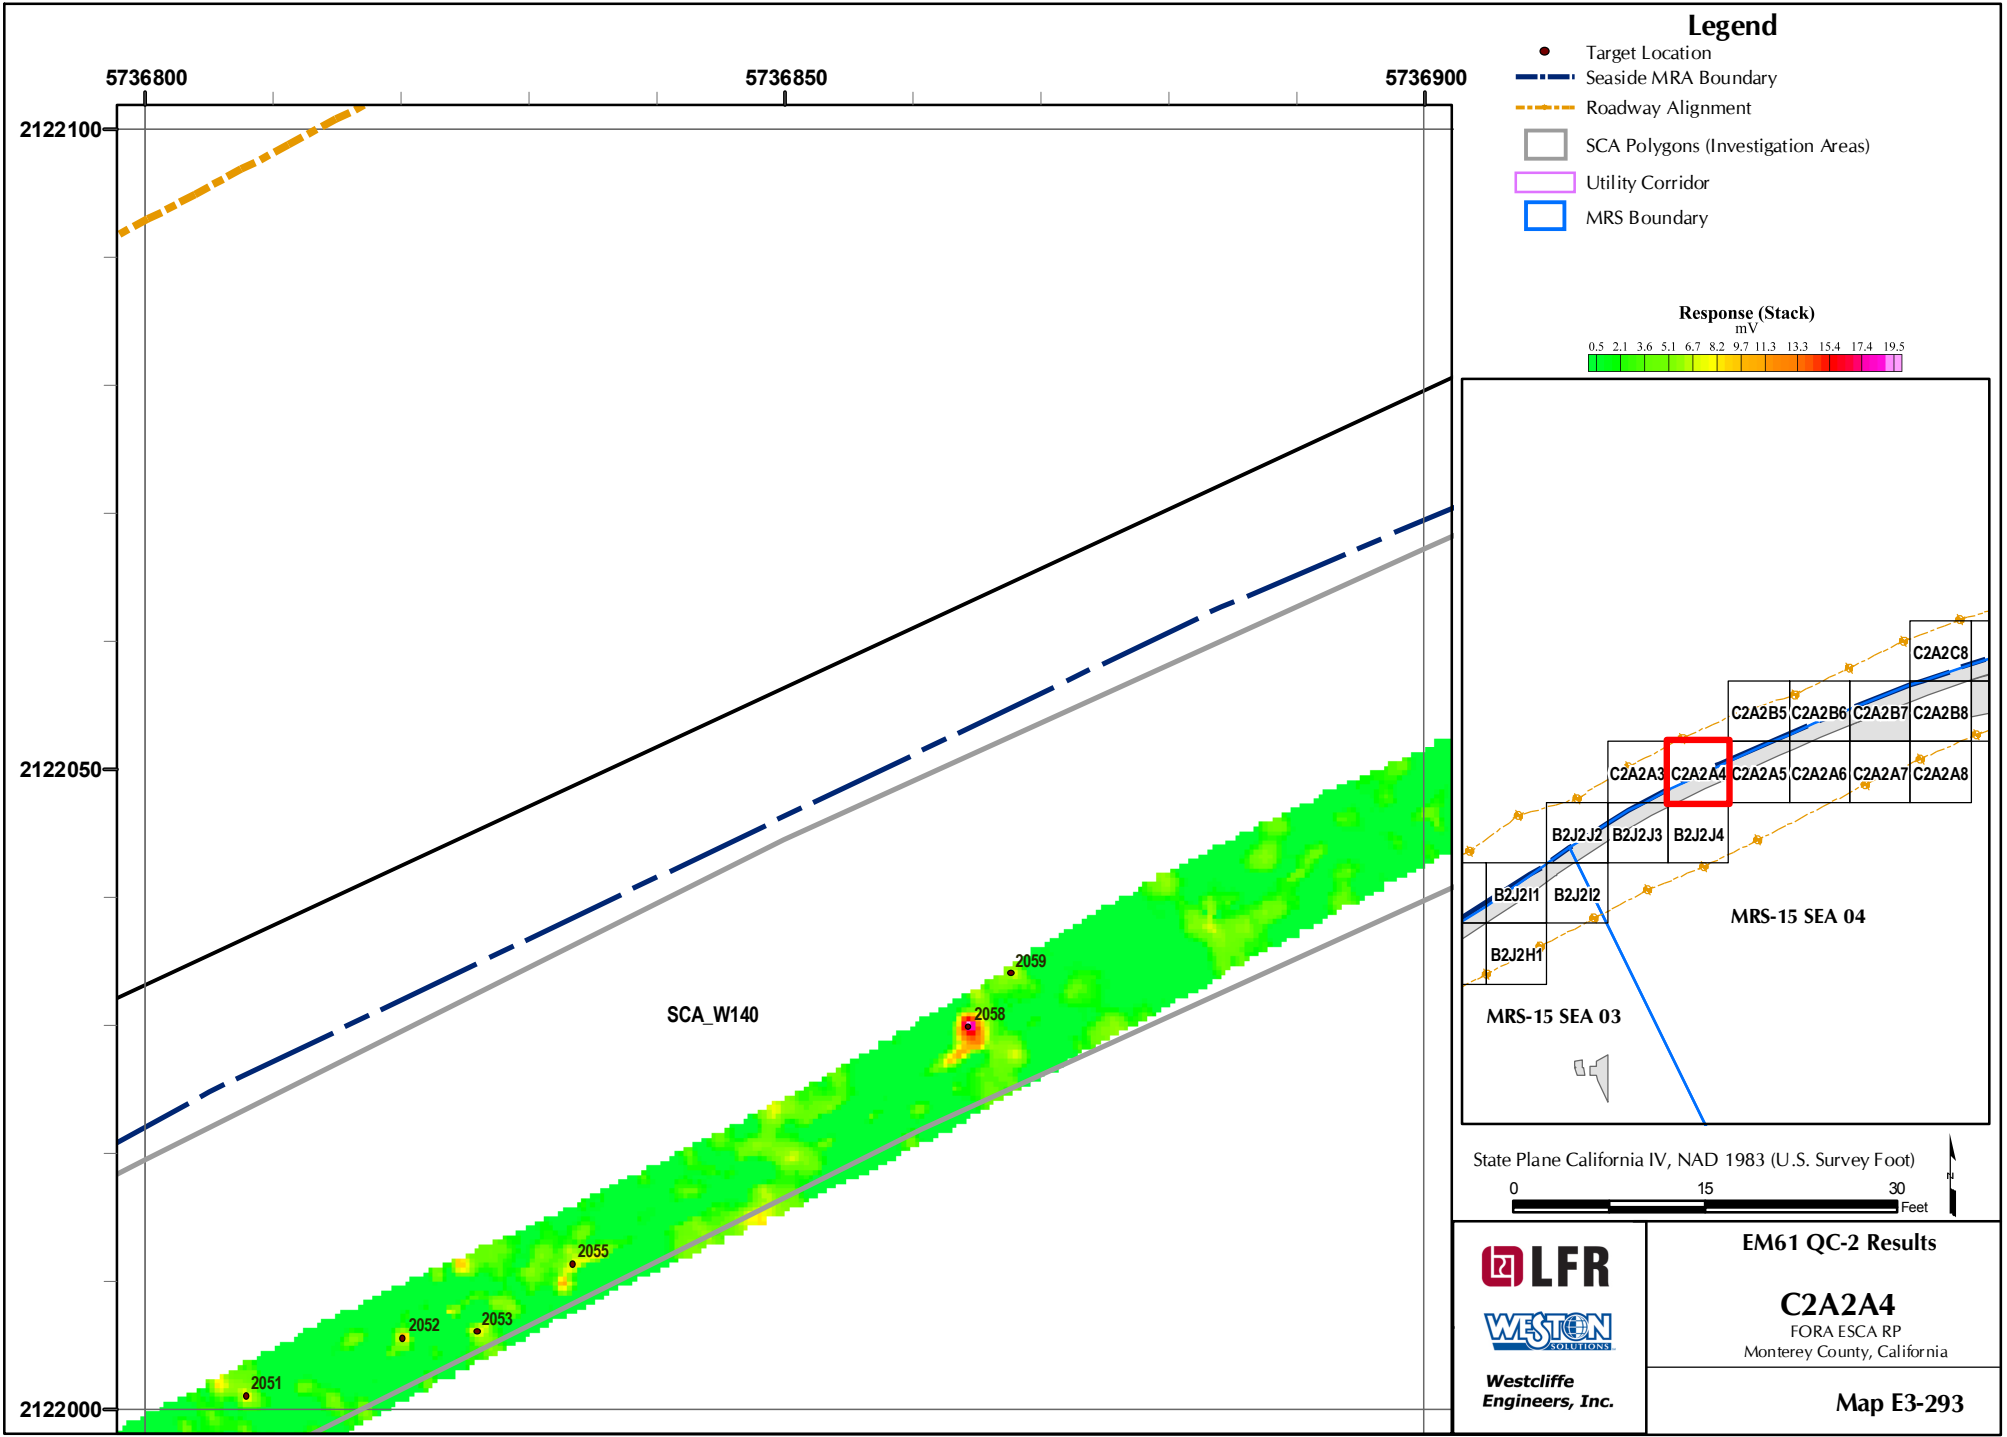 Legend
Target Location
Seaside MRA Boundary
Roadway Alignment
SCA Polygons (Investigation Areas)
Utility Corridor
MRS Boundary
5736800
5736850
5736900
2122100
2122050
2122000
SCA_W140
2059
2058
2055
2053
2052
2051
Response (Stack)
mV
0.5 2.1 3.6 5.1 6.7 8.2 9.7 11.3 13.3 15.4 17.4 19.5
C2A2C8
C2A2B5 C2A2B6 C2A2B7 C2A2B8
C2A2A3 C2A2A4 C2A2A5 C2A2A6 C2A2A7 C2A2A8
B2J2J2 B2J2J3 B2J2J4
B2J2I1 B2J2I2
MRS-15 SEA 04
B2J2H1
MRS-15 SEA 03
State Plane California IV, NAD 1983 (U.S. Survey Foot)
N
0 15 30
Feet
LFR
WESTON
SOLUTIONS
Westcliffe
Engineers, Inc.
EM61 QC-2 Results
C2A2A4
FORA ESCA RP
Monterey County, California
Map E3-293